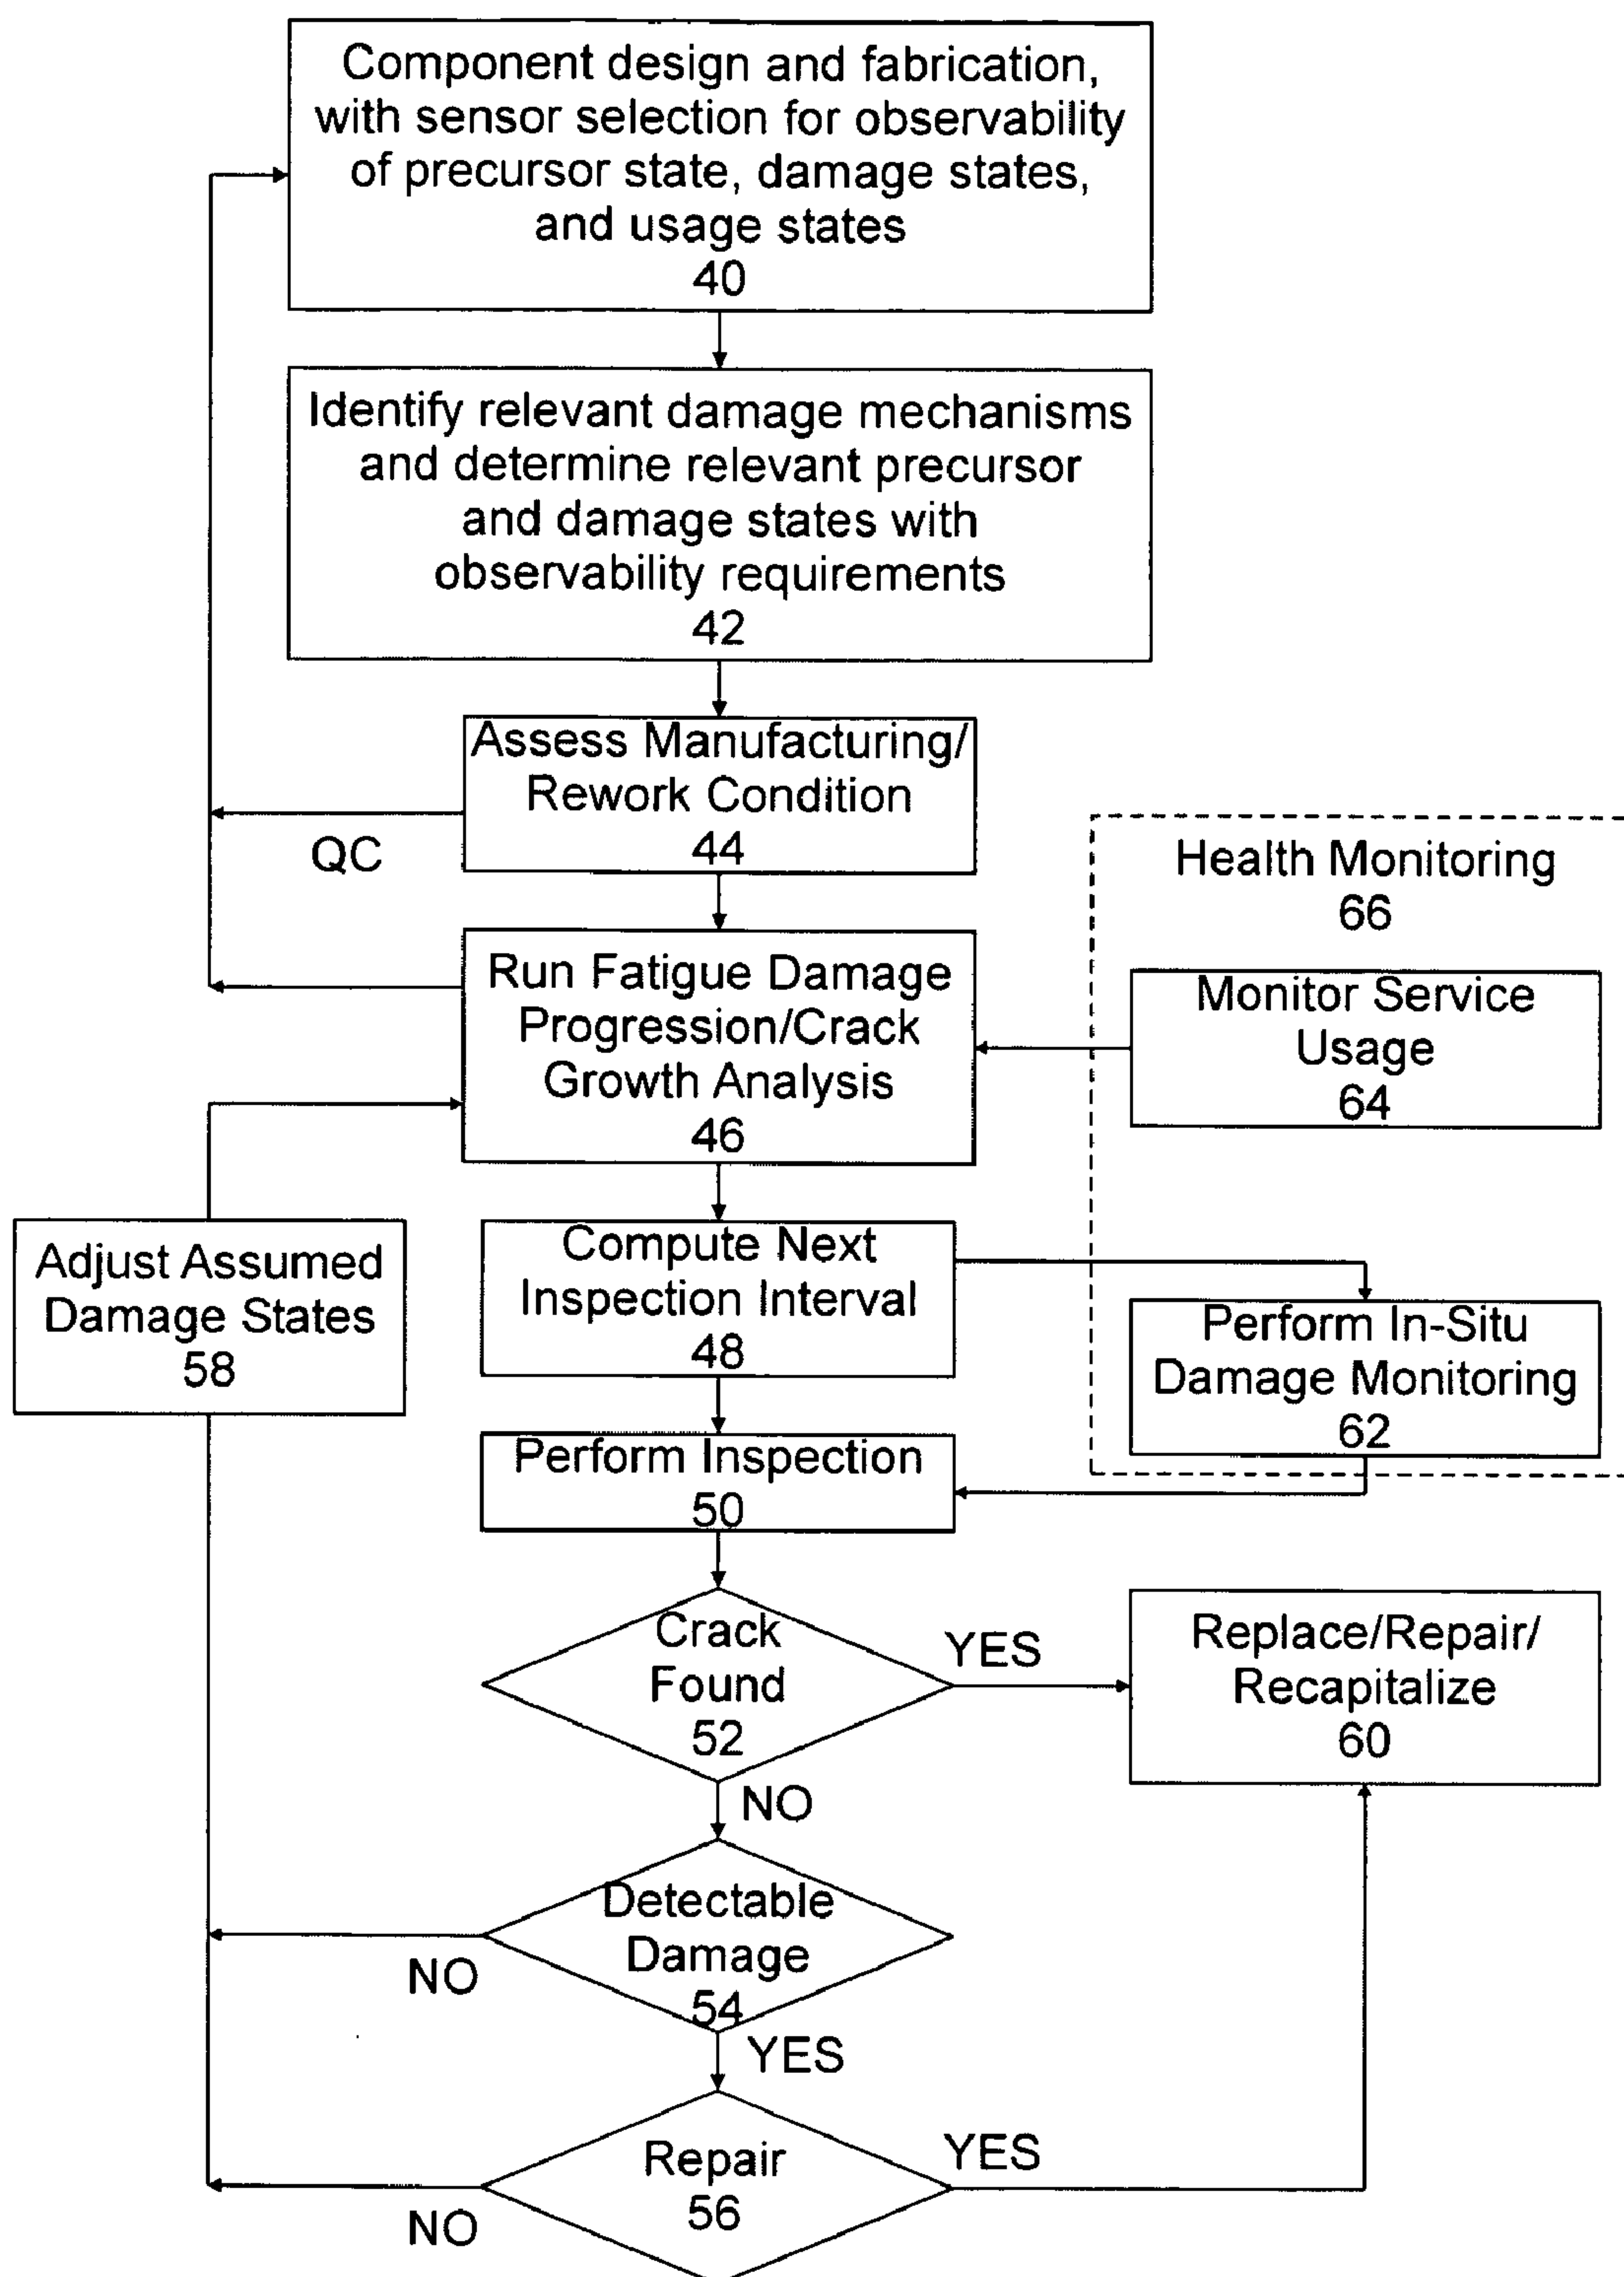 Component design and fabrication,
with sensor selection for observability
of precursor state, damage states,
and usage states
40
Identify relevant damage mechanisms
and determine relevant precursor
and damage states with
observability requirements
42
Assess Manufacturing/
Rework Condition
44
QC
Health Monitoring
66
Run Fatigue Damage
Progression/Crack
Growth Analysis
46
Monitor Service
Usage
64
Adjust Assumed
Damage States
58
Compute Next
Inspection Interval
48
Perform In-Situ
Damage Monitoring
62
Perform Inspection
50
Crack
Found
52
YES
Replace/Repair/
Recapitalize
60
NO
Detectable
Damage
54
NO
YES
Repair
56
YES
NO